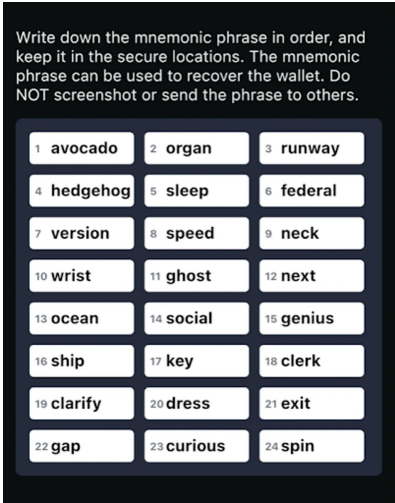 Write down the mnemonic phrase in order, and
keep it in the secure locations. The mnemonic
phrase can be used to recover the wallet. Do
NOT screenshot or send the phrase to others.
1 avocado 2 organ 3 runway
4 hedgehog 5 sleep 6 federal
7 version 8 speed 9 neck
10 wrist 11 ghost 12 next
13 ocean 14 social 15 genius
16 ship 17 key 18 clerk
19 clarify 20 dress 21 exit
22 gap 23 curious 24 spin